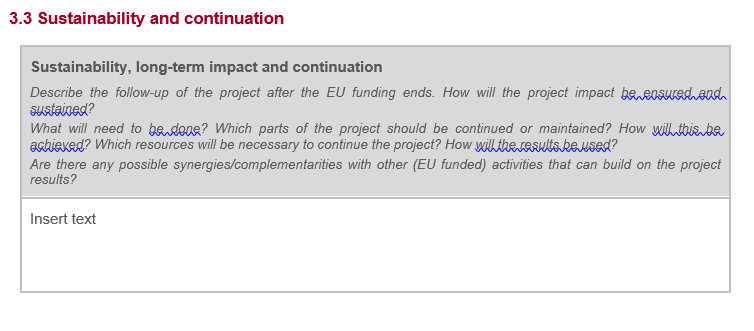 3.3 Sustainability and continuation
Sustainability, long-term impact and continuation
Describe the follow-up of the project after the EU funding ends. How will the project impact be ensured and
sustained?
What will need to be done? Which parts of the project should be continued or maintained? How will this be
achieved? Which resources will be necessary to continue the project? How will the results be used?
Are there any possible synergies/complementarities with other (EU funded) activities that can build on the project
results?
Insert text